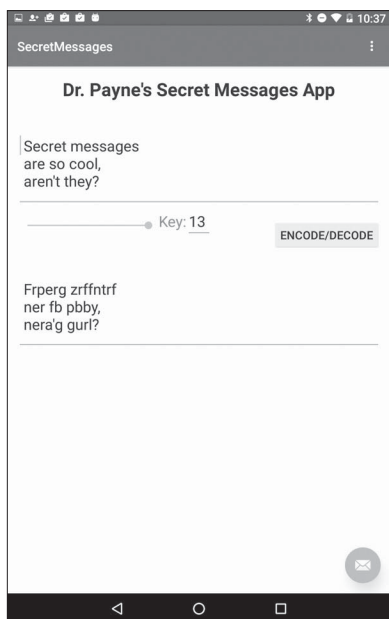 10:37
SecretMessages
Dr. Payne's Secret Messages App
Secret messages
are so cool,
aren't they?
Key: 13
ENCODE/DECODE
Frperg zrffntrf
ner fb pbby,
nera'g gurl?